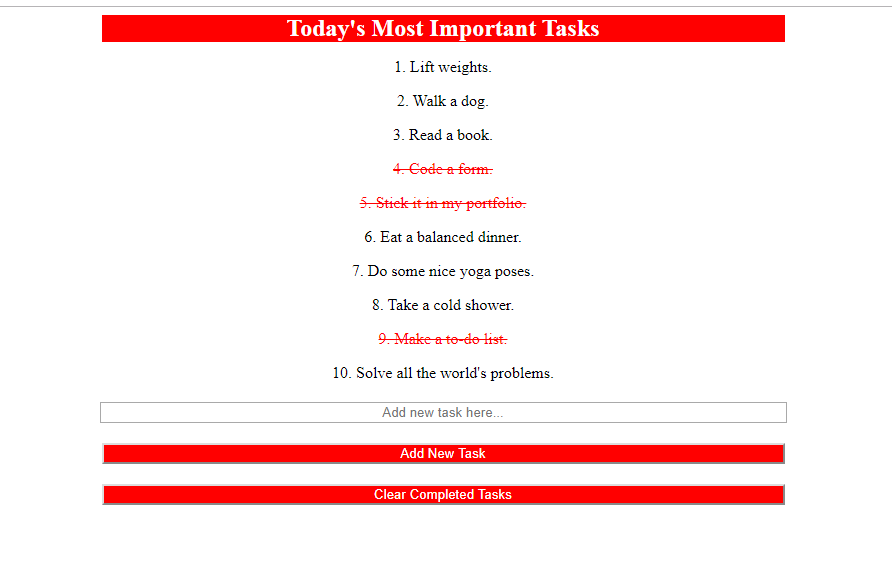 Today's Most Important Tasks
1. Lift weights.
2. Walk a dog.
3. Read a book.
4. Code a form.
5. Stick it in my portfolio.
6. Eat a balanced dinner.
7. Do some nice yoga poses.
8. Take a cold shower.
9. Make a to-do list.
10. Solve all the world's problems.
Add new task here...
Add New Task
Clear Completed Tasks